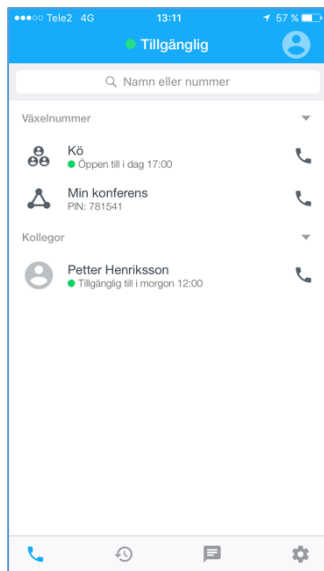 Tele2 4G 13:11 57 %
Tillgänglig
Namn eller nummer
Växelnummer
Kö
Öppen till i dag 17:00
Min konferens
PIN: 781541
Kollegor
Petter Henriksson
Tillgänglig till i morgon 12:00